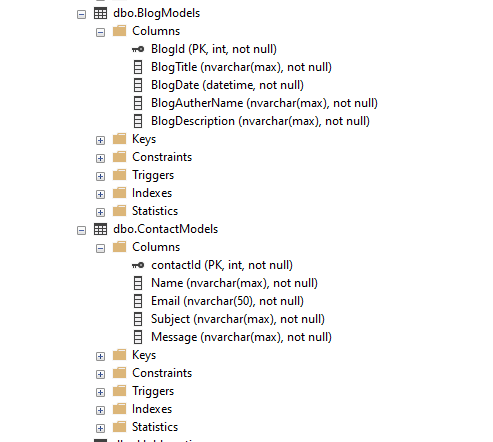 dbo.BlogModels
Columns
BlogId (PK, int, not null)
BlogTitle (nvarchar(max), not null)
BlogDate (datetime, not null)
BlogAutherName (nvarchar(max), not null)
BlogDescription (nvarchar(max), not null)
Keys
Constraints
Triggers
Indexes
Statistics
dbo.ContactModels
Columns
contactId (PK, int, not null)
Name (nvarchar(max), not null)
Email (nvarchar(50), not null)
Subject (nvarchar(max), not null)
Message (nvarchar(max), not null)
Keys
Constraints
Triggers
Indexes
Statistics